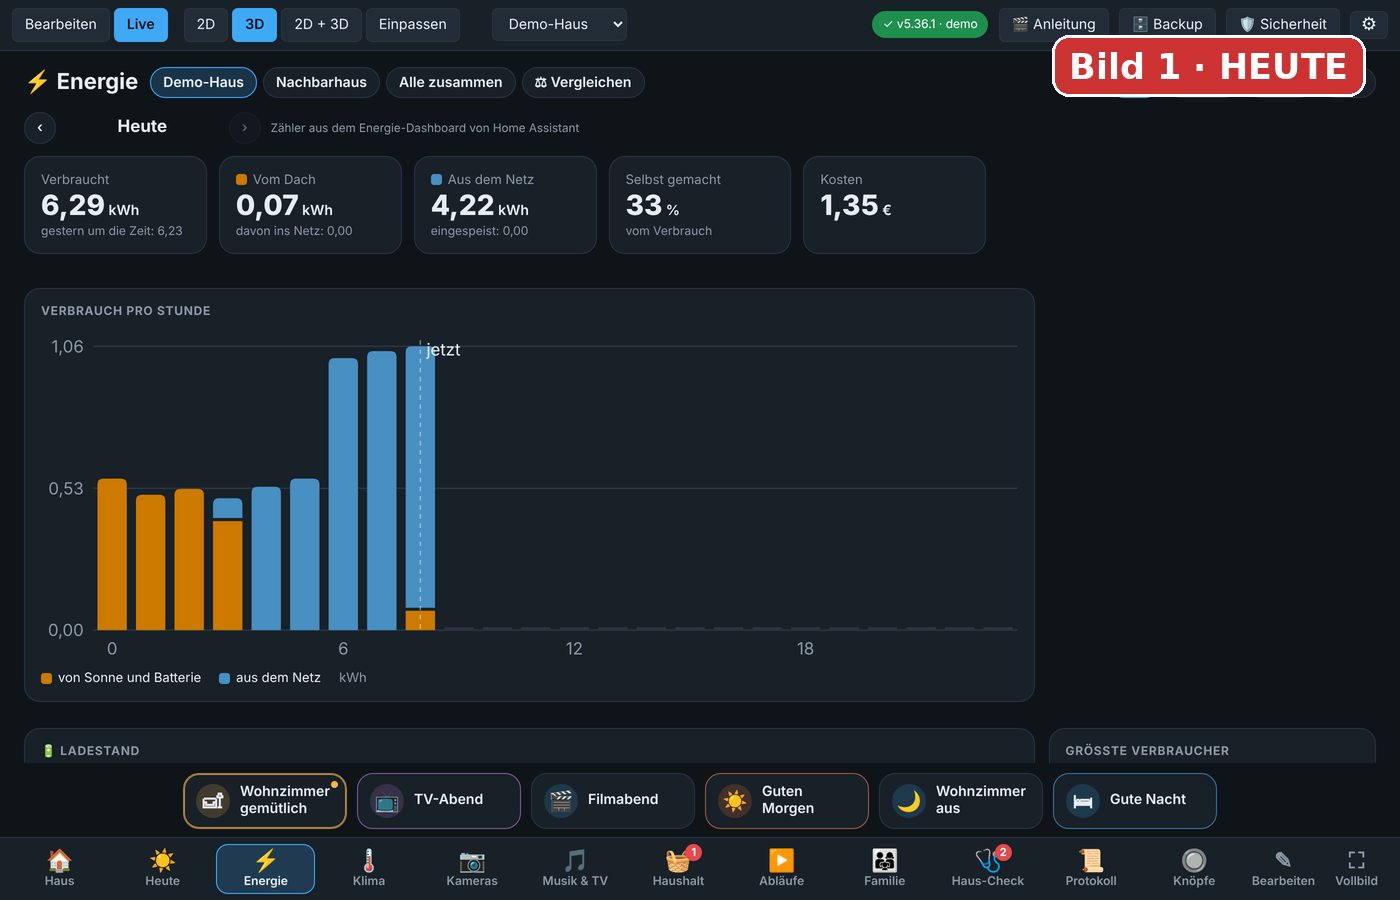 Bearbeiten Live 2D 3D 2D + 3D Einpassen Demo-Haus ✓ v5.36.1 · demo Anleitung Backup Sicherheit
Bild 1 · HEUTE
Energie Demo-Haus Nachbarhaus Alle zusammen Vergleichen
Heute Zähler aus dem Energie-Dashboard von Home Assistant
Verbraucht
6,29 kWh
gestern um die Zeit: 6,23
Vom Dach
0,07 kWh
davon ins Netz: 0,00
Aus dem Netz
4,22 kWh
eingespeist: 0,00
Selbst gemacht
33 %
vom Verbrauch
Kosten
1,35 €
VERBRAUCH PRO STUNDE
1,06
jetzt
0,53
0,00
0 6 12 18
von Sonne und Batterie aus dem Netz kWh
LADESTAND
GRÖSSTE VERBRAUCHER
Wohnzimmer
gemütlich
TV-Abend
Filmabend
Guten
Morgen
Wohnzimmer
aus
Gute Nacht
1
2
Haus Heute Energie Klima Kameras Musik & TV Haushalt Abläufe Familie Haus-Check Protokoll Knöpfe Bearbeiten Vollbild